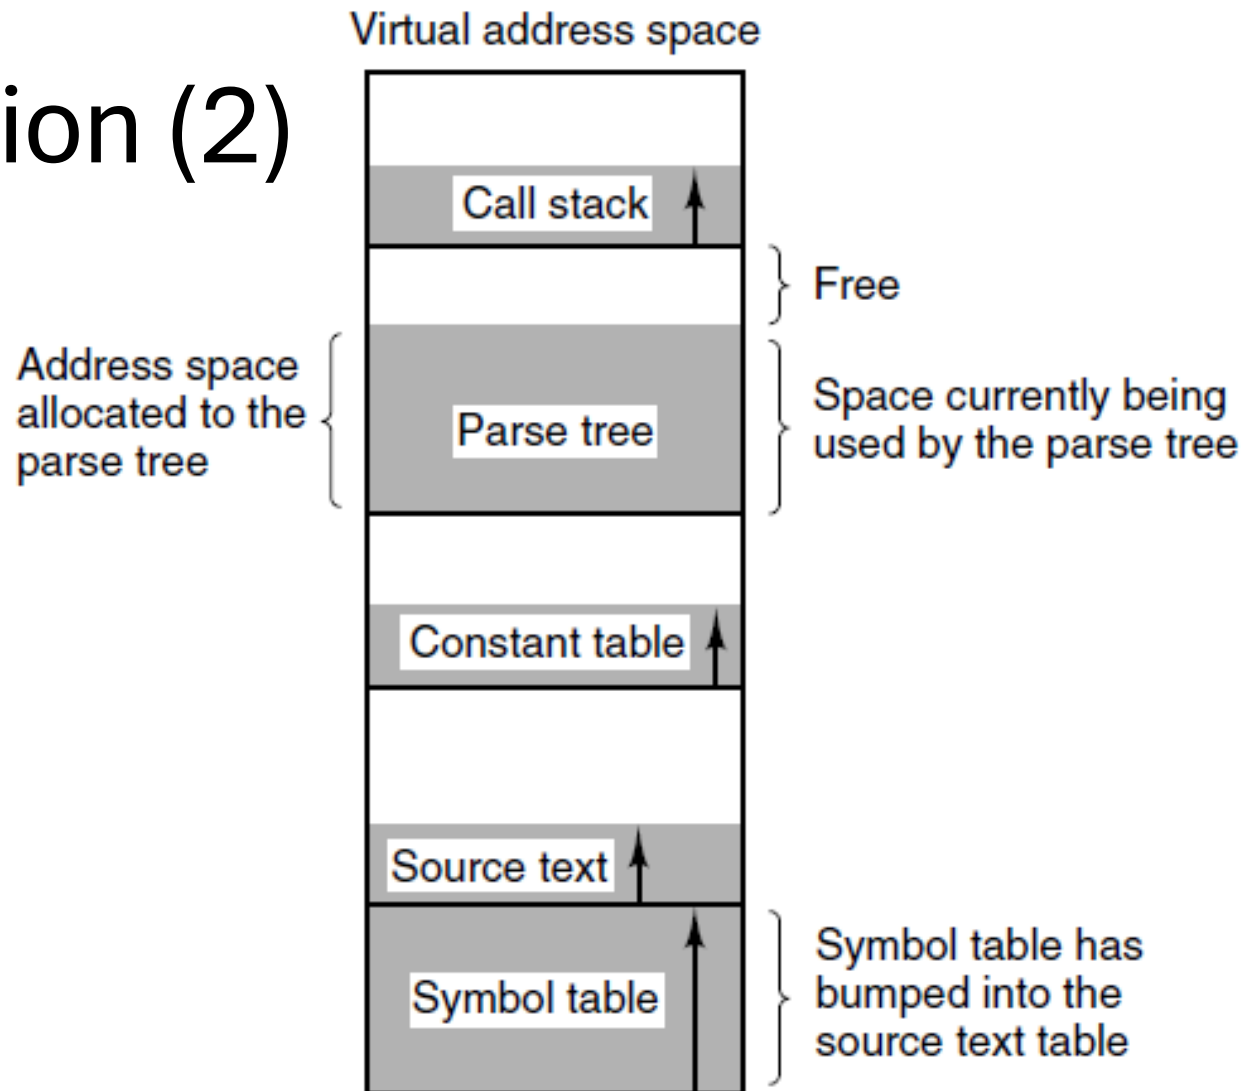 Virtual address space
ion (2)
Call stack
Free
Address space
allocated to the
parse tree
Parse tree
Space currently being
used by the parse tree
Constant table
Source text
Symbol table
Symbol table has
bumped into the
source text table